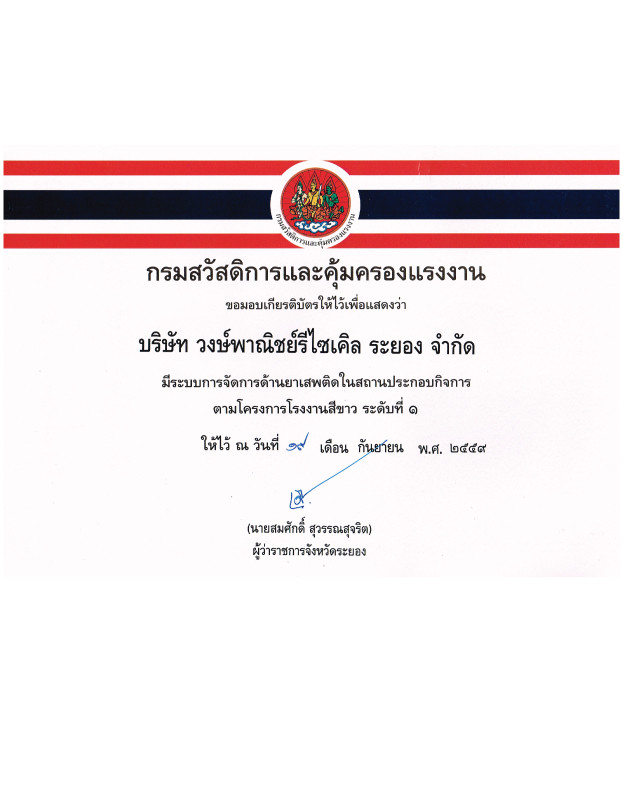 กรมสวัสดิการและคุ้มครองแรงงาน
กรมสวัสดิการและคุ้มครองแรงงาน
ขอมอบเกียรติบัตรให้ไว้เพื่อแสดงว่า
บริษัท วงษ์พาณิชย์รีไซเคิล ระยอง จำกัด
มีระบบการจัดการด้านยาเสพติดในสถานประกอบกิจการ
ตามโครงการโรงงานสีขาว ระดับที่ ๑
ให้ไว้ ณ วันที่ ๑๙ เดือน กันยายน พ.ศ. ๒๕๕๙
(นายสมศักดิ์ สุวรรณสุจริต)
ผู้ว่าราชการจังหวัดระยอง